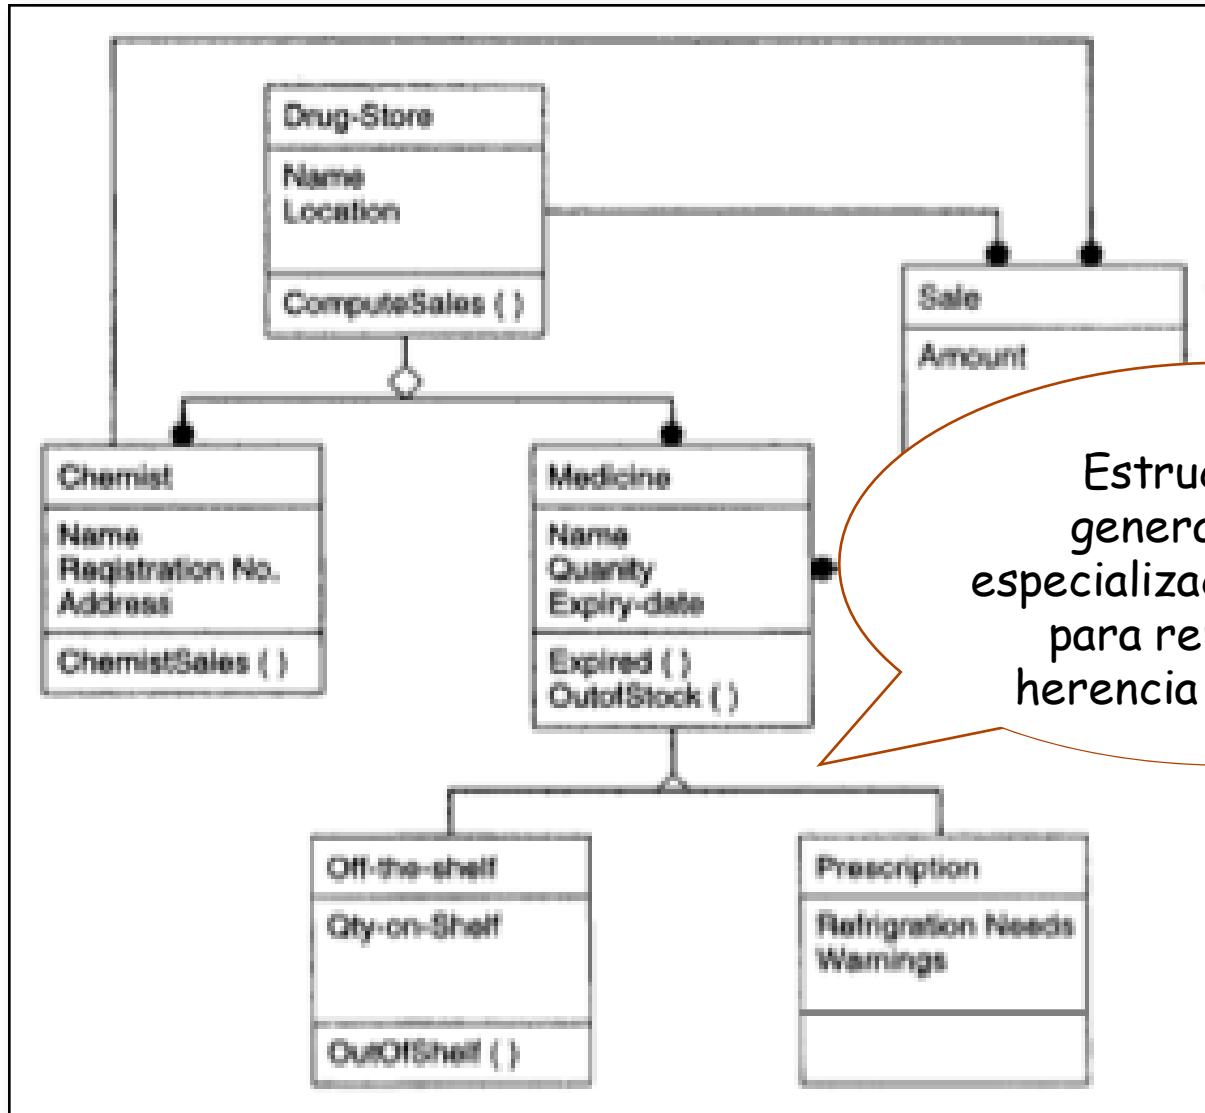 Drug-Store
Name
Location
ComputeSales ( )
Sale
Amount
Chemist
Name
Registration No.
Address
ChemistSales ( )
Medicine
Name
Quanity
Expiry-date
Expired ( )
OutofStock ( )
Estruc
genera
especializac
para re
herencia
Off-the-shelf
Qty-on-Shelf
OutOfShelf ( )
Prescription
Refrigration Needs
Warnings